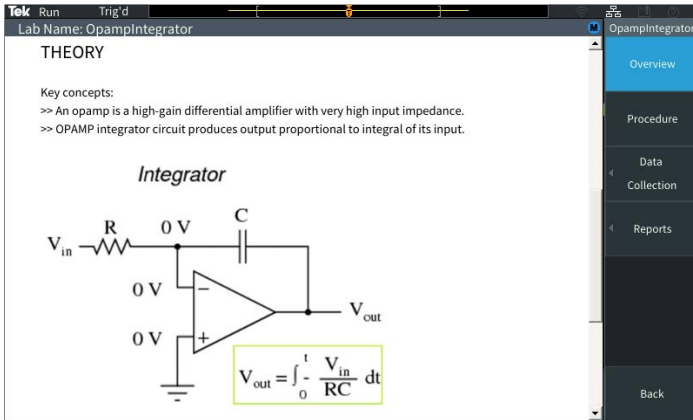 Tek Run Trig'd
Lab Name: OpampIntegrator
M
OpampIntegrator
THEORY
Key concepts:
>> An opamp is a high-gain differential amplifier with very high input impedance.
>> OPAMP integrator circuit produces output proportional to integral of its input.
Integrator
R 0 V C
Vin
0 V −
Vout
0 V +
Vout = ∫0t - Vin/RC dt
Overview
Procedure
Data
Collection
Reports
Back